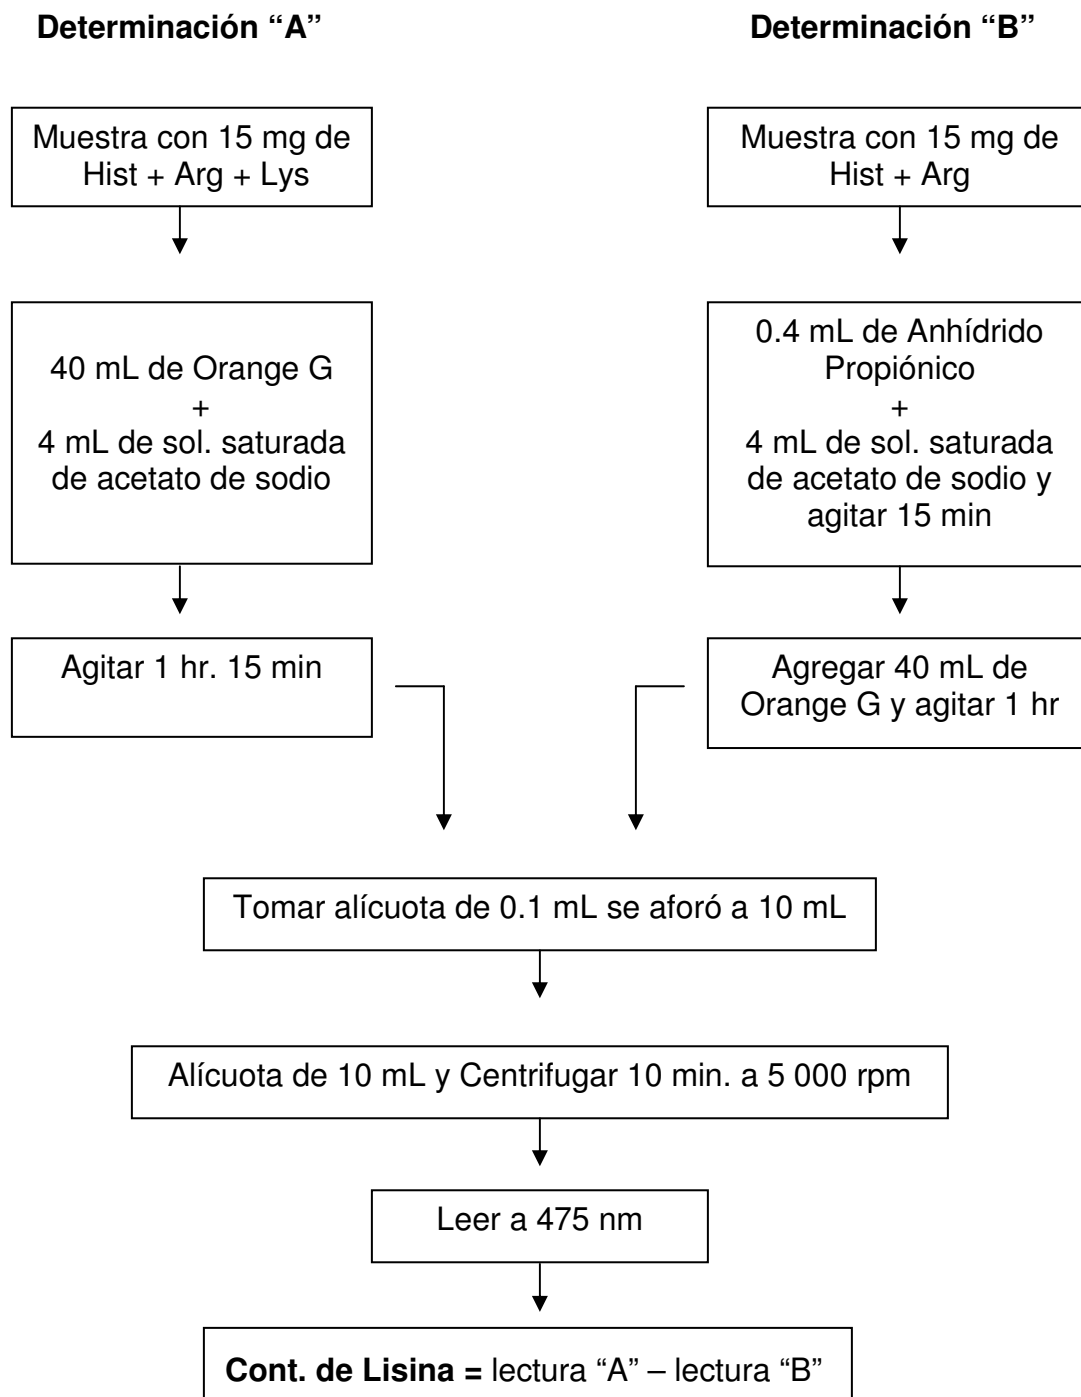 Determinación “A”
Determinación “B”
Muestra con 15 mg de
Hist + Arg + Lys
Muestra con 15 mg de
Hist + Arg
40 mL de Orange G
+
4 mL de sol. saturada
de acetato de sodio
0.4 mL de Anhídrido
Propiónico
+
4 mL de sol. saturada
de acetato de sodio y
agitar 15 min
Agitar 1 hr. 15 min
Agregar 40 mL de
Orange G y agitar 1 hr
Tomar alícuota de 0.1 mL se aforó a 10 mL
Alícuota de 10 mL y Centrifugar 10 min. a 5 000 rpm
Leer a 475 nm
Cont. de Lisina = lectura “A” – lectura “B”